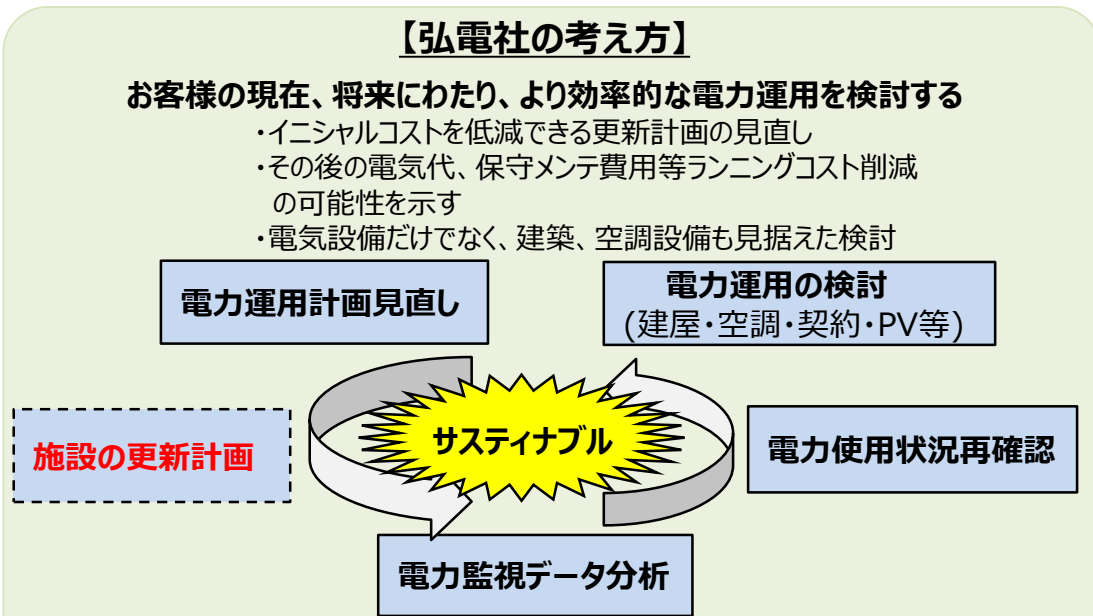 【弘電社の考え方】
お客様の現在、将来にわたり、より効率的な電力運用を検討する
・イニシャルコストを低減できる更新計画の見直し
・その後の電気代、保守メンテ費用等ランニングコスト削減
の可能性を示す
・電気設備だけでなく、建築、空調設備も見据えた検討
電力運用計画見直し
電力運用の検討
(建屋・空調・契約・PV等)
施設の更新計画
サスティナブル
電力使用状況再確認
電力監視データ分析